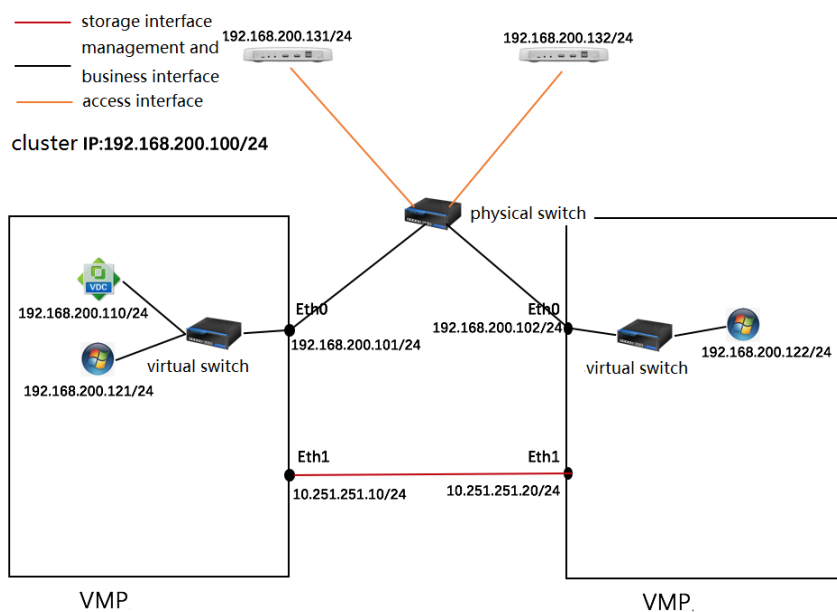 storage interface
management and
business interface
access interface
cluster IP:192.168.200.100/24
192.168.200.131/24
192.168.200.132/24
physical switch
VDC
192.168.200.110/24
192.168.200.121/24
virtual switch
Eth0
192.168.200.101/24
Eth0
192.168.200.102/24
virtual switch
192.168.200.122/24
Eth1
10.251.251.10/24
Eth1
10.251.251.20/24
VMP
VMP